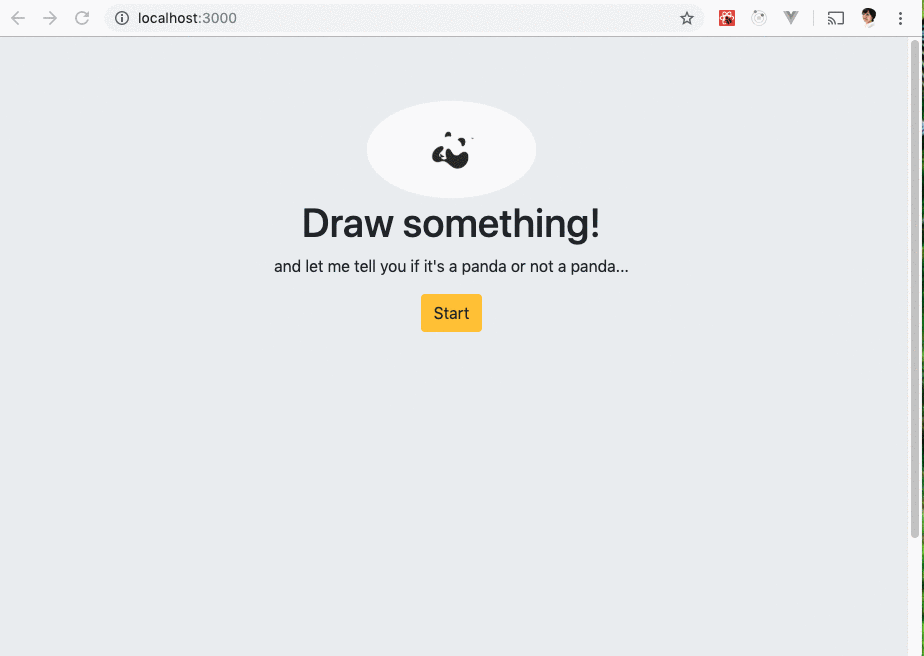 localhost:3000
Draw something!
and let me tell you if it's a panda or not a panda...
Start